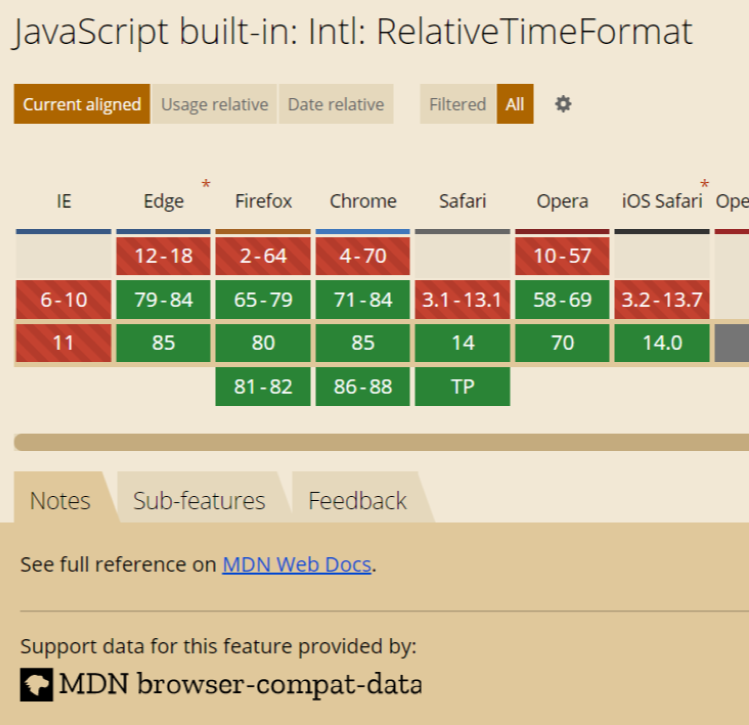 JavaScript built-in: Intl: RelativeTimeFormat
Current aligned Usage relative Date relative Filtered All
* *
IE Edge Firefox Chrome Safari Opera iOS Safari Ope
12-18 2-64 4-70 10-57
6-10 79-84 65-79 71-84 3.1-13.1 58-69 3.2-13.7
11 85 80 85 14 70 14.0
81-82 86-88 TP
Notes Sub-features Feedback
See full reference on MDN Web Docs.
Support data for this feature provided by:
MDN browser-compat-data